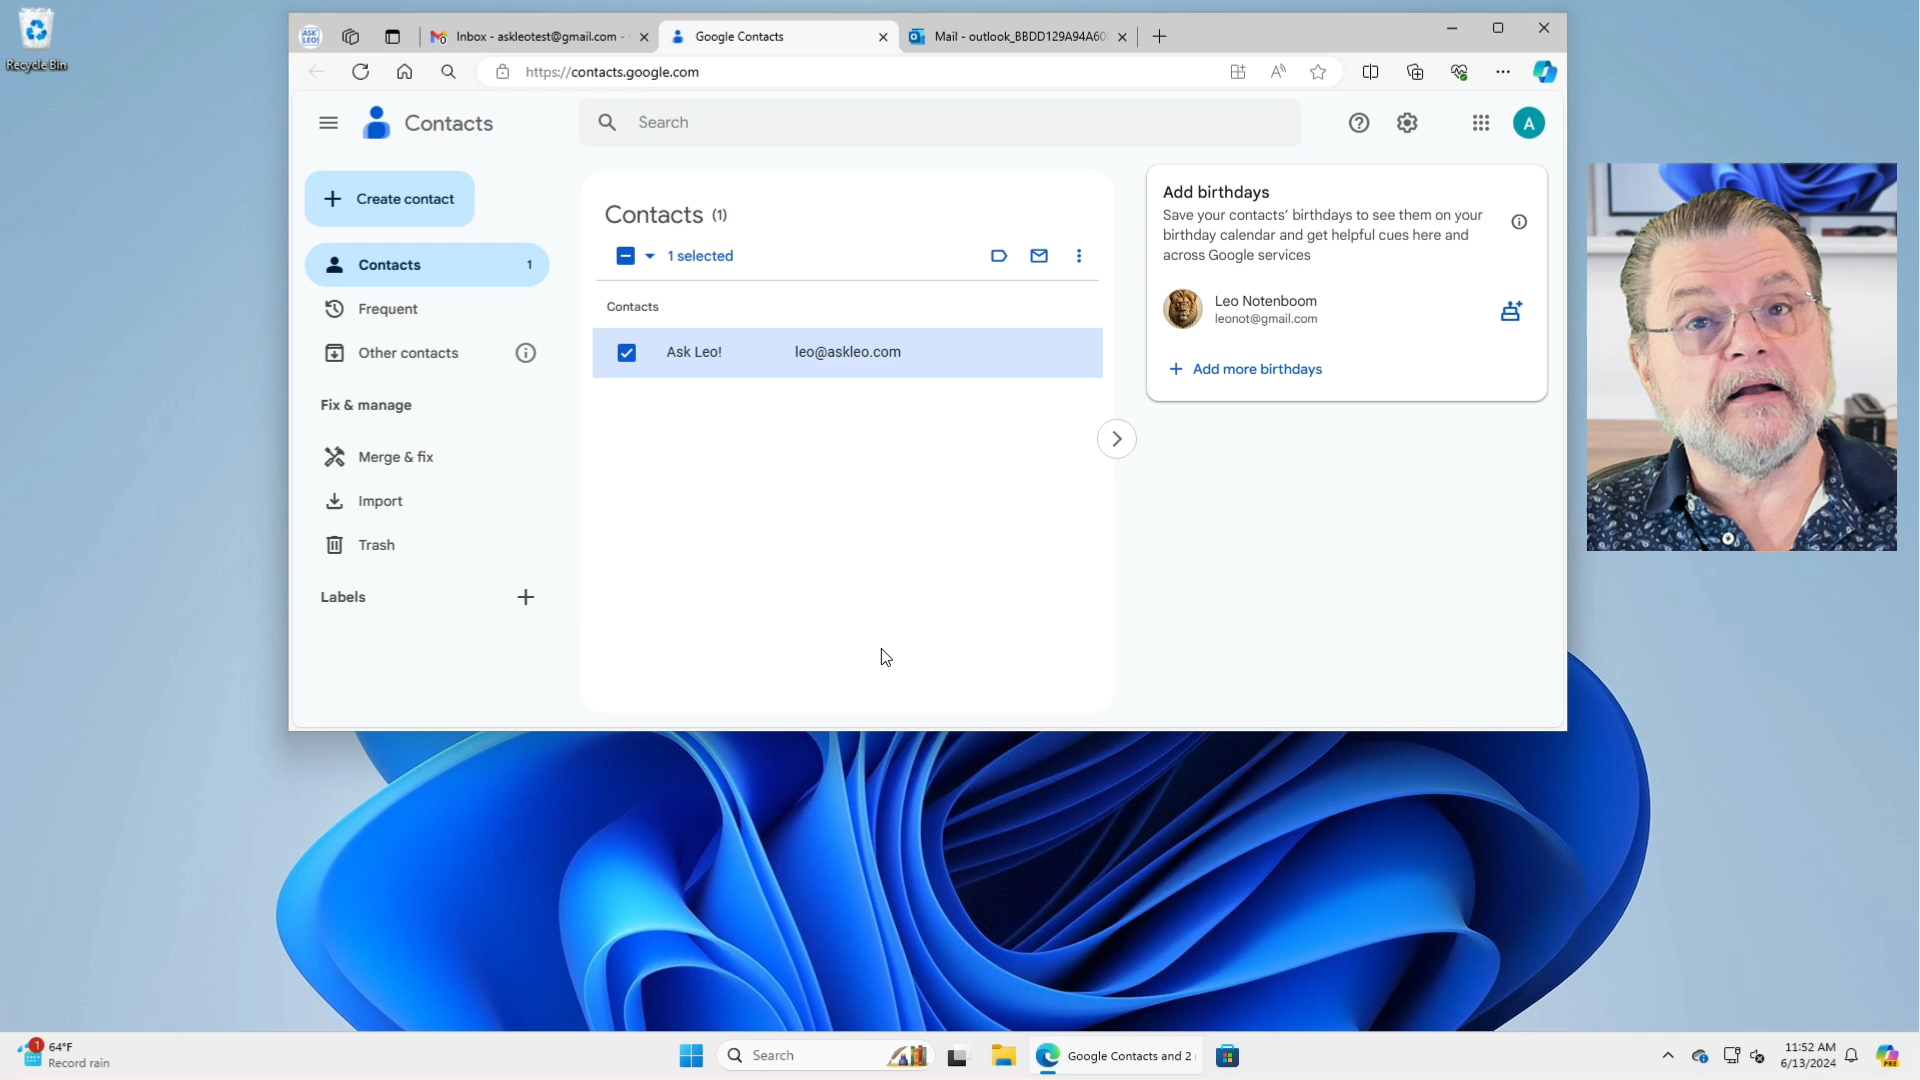 Recycle Bin
ASK LEO!
Inbox - askleotest@gmail.com -
Google Contacts
Mail - outlook_BBDD129A94A60
https://contacts.google.com
Contacts
Search
A
Create contact
Contacts 1
Frequent
Other contacts
Fix & manage
Merge & fix
Import
Trash
Labels
Contacts (1)
1 selected
Contacts
Ask Leo! leo@askleo.com
Add birthdays
Save your contacts' birthdays to see them on your
birthday calendar and get helpful cues here and
across Google services
Leo Notenboom
leonot@gmail.com
Add more birthdays
1
64°F
Record rain
Search
Google Contacts and 2
11:52 AM
6/13/2024
PRE